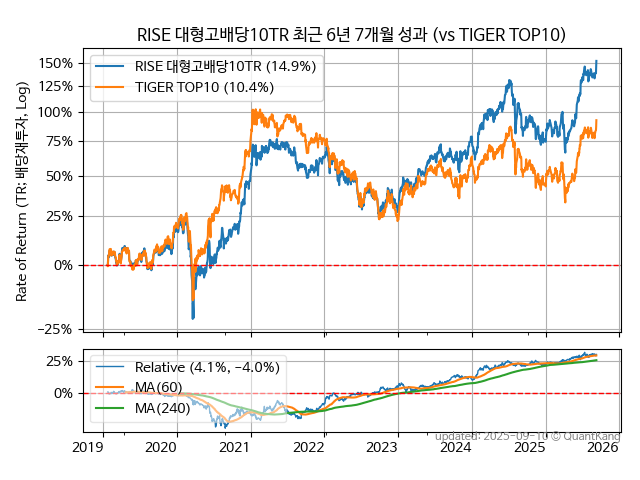 RISE 대형고배당10TR 최근 6년 7개월 성과 (vs TIGER TOP10)
Rate of Return (TR: 배당재투자, Log)
150%
125%
100%
75%
50%
25%
0%
−25%
RISE 대형고배당10TR (14.9%)
TIGER TOP10 (10.4%)
25%
0%
Relative (4.1%, −4.0%)
MA(60)
MA(240)
updated: 2025-09-10 © QuantKang
2019 2020 2021 2022 2023 2024 2025 2026